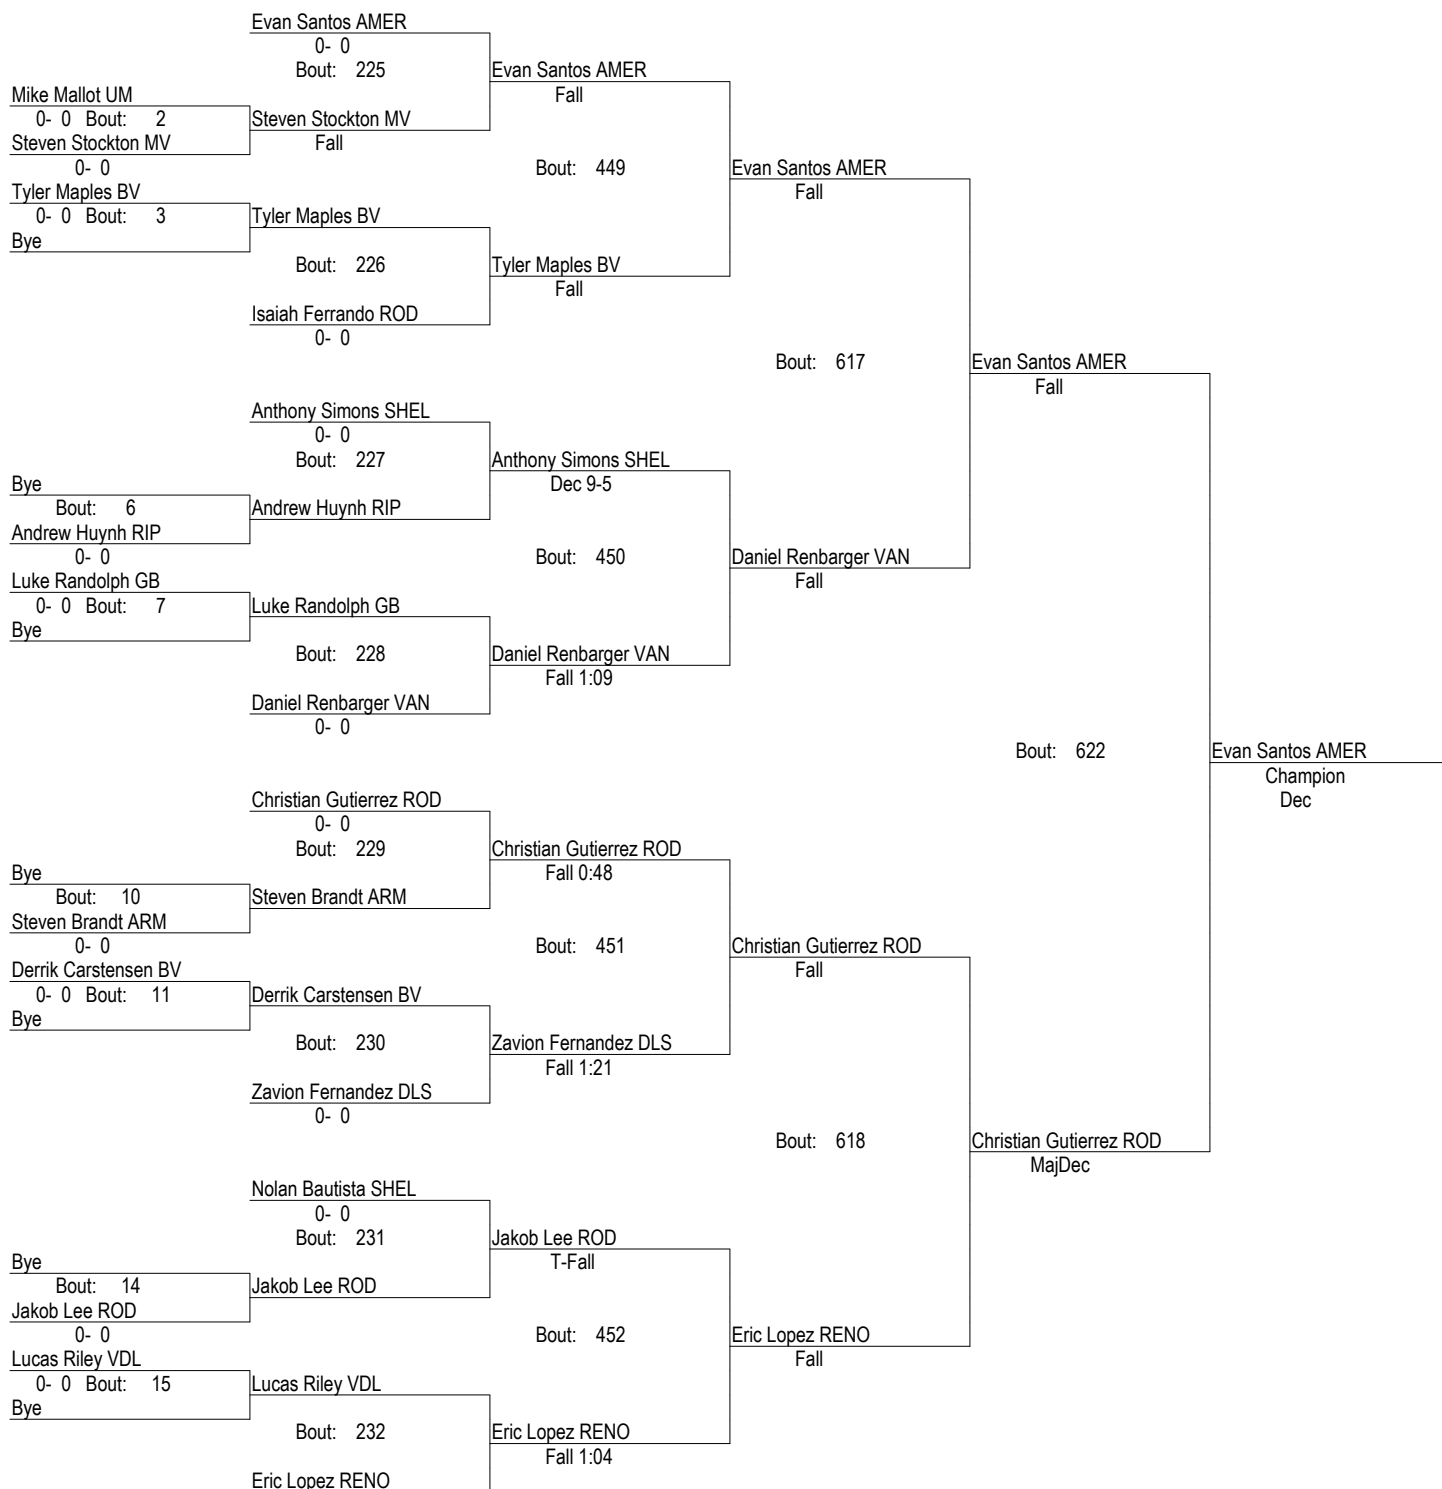 Evan Santos AMER
0- 0
Bout: 225
Evan Santos AMER
Fall
Mike Mallot UM
0- 0 Bout: 2
Steven Stockton MV
Fall
Steven Stockton MV
0- 0
Bout: 449
Evan Santos AMER
Fall
Tyler Maples BV
0- 0 Bout: 3
Tyler Maples BV
Bye
Bout: 226
Tyler Maples BV
Fall
Isaiah Ferrando ROD
0- 0
Bout: 617
Evan Santos AMER
Fall
Anthony Simons SHEL
0- 0
Bout: 227
Anthony Simons SHEL
Dec 9-5
Bye
Bout: 6
Andrew Huynh RIP
Andrew Huynh RIP
0- 0
Bout: 450
Daniel Renbarger VAN
Fall
Luke Randolph GB
0- 0 Bout: 7
Luke Randolph GB
Bye
Bout: 228
Daniel Renbarger VAN
Fall 1:09
Daniel Renbarger VAN
0- 0
Bout: 622
Evan Santos AMER
Champion
Dec
Christian Gutierrez ROD
0- 0
Bout: 229
Christian Gutierrez ROD
Fall 0:48
Bye
Bout: 10
Steven Brandt ARM
Steven Brandt ARM
0- 0
Bout: 451
Christian Gutierrez ROD
Fall
Derrik Carstensen BV
0- 0 Bout: 11
Derrik Carstensen BV
Bye
Bout: 230
Zavion Fernandez DLS
Fall 1:21
Zavion Fernandez DLS
0- 0
Bout: 618
Christian Gutierrez ROD
MajDec
Nolan Bautista SHEL
0- 0
Bout: 231
Jakob Lee ROD
T-Fall
Bye
Bout: 14
Jakob Lee ROD
Jakob Lee ROD
0- 0
Bout: 452
Eric Lopez RENO
Fall
Lucas Riley VDL
0- 0 Bout: 15
Lucas Riley VDL
Bye
Bout: 232
Eric Lopez RENO
Fall 1:04
Eric Lopez RENO